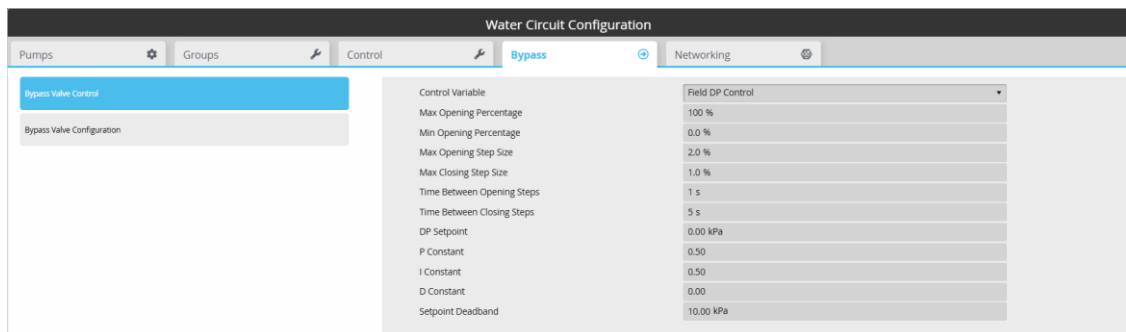 Water Circuit Configuration
Pumps Groups Control Bypass Networking
Bypass Valve Control
Bypass Valve Configuration
Control Variable Field DP Control
Max Opening Percentage 100 %
Min Opening Percentage 0.0 %
Max Opening Step Size 2.0 %
Max Closing Step Size 1.0 %
Time Between Opening Steps 1 s
Time Between Closing Steps 5 s
DP Setpoint 0.00 kPa
P Constant 0.50
I Constant 0.50
D Constant 0.00
Setpoint Deadband 10.00 kPa